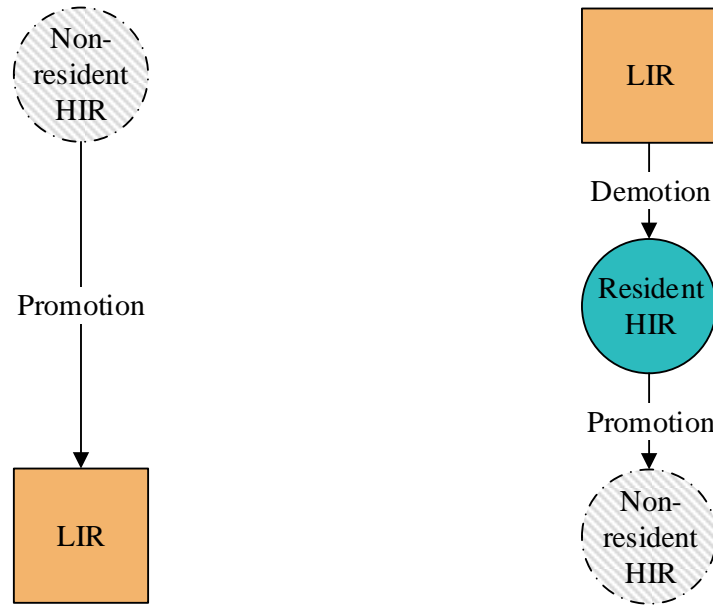 Non-
resident
HIR
Promotion
LIR
LIR
Demotion
Resident
HIR
Promotion
Non-
resident
HIR